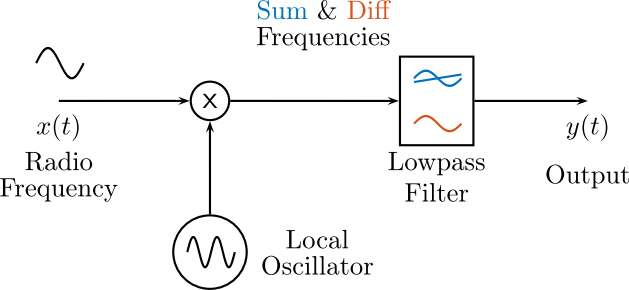 Sum & Diff
Frequencies
x
x(t)
Radio
Frequency
Lowpass
Filter
y(t)
Output
Local
Oscillator